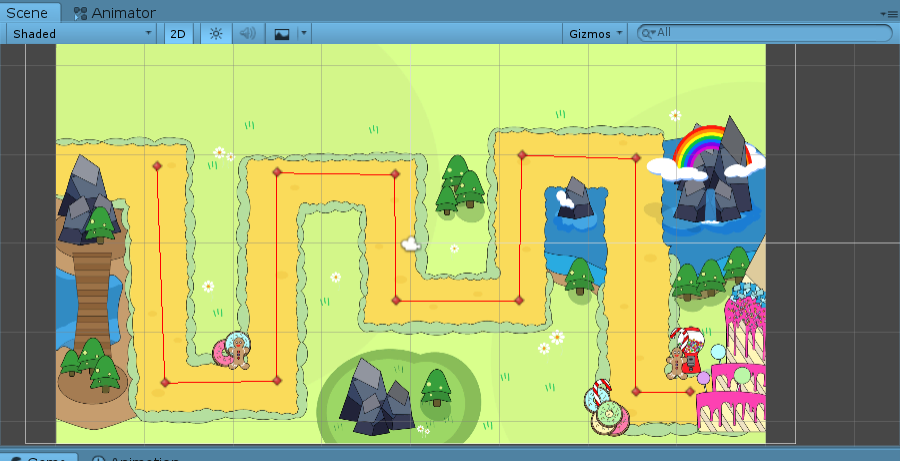 Scene Animator
Shaded 2D Gizmos All
Game Animation